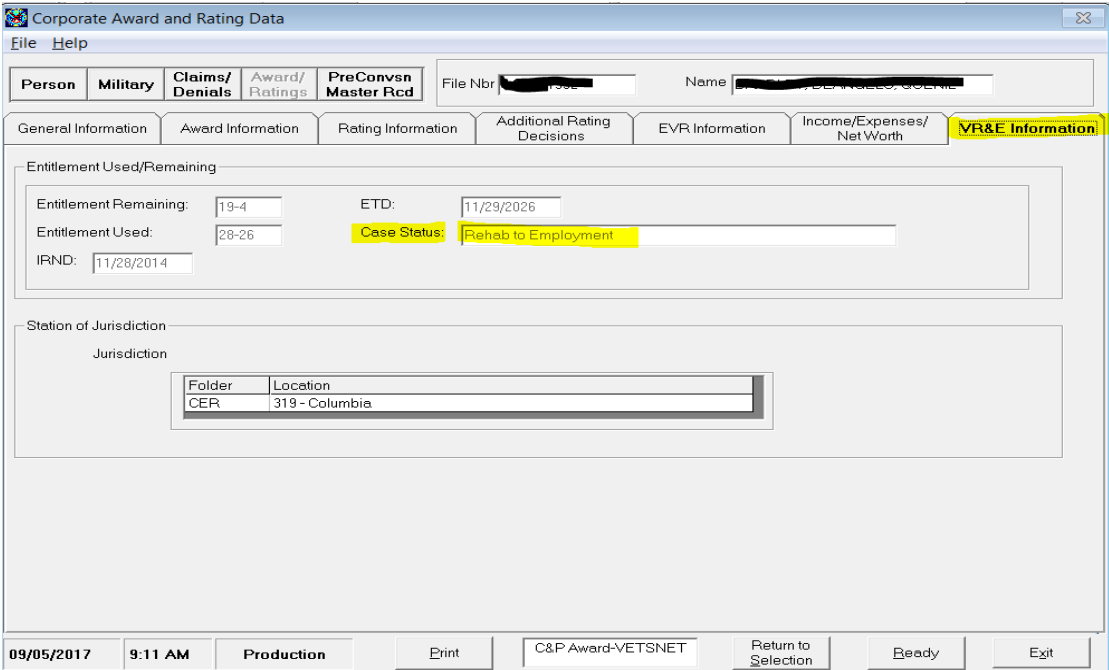 Corporate Award and Rating Data
File Help
Person Military Claims/ Denials Award/ Ratings PreConvsn Master Rcd File Nbr Name
General Information Award Information Rating Information Additional Rating Decisions EVR Information Income/Expenses/ Net Worth VR&E Information
Entitlement Used/Remaining
Entitlement Remaining: 19-4 ETD: 11/29/2026
Entitlement Used: 28-26 Case Status: Rehab to Employment
IRND: 11/28/2014
Station of Jurisdiction
Jurisdiction
Folder Location
CER 319 - Columbia
09/05/2017 9:11 AM Production Print C&P Award-VETSNET Return to Selection Ready Exit